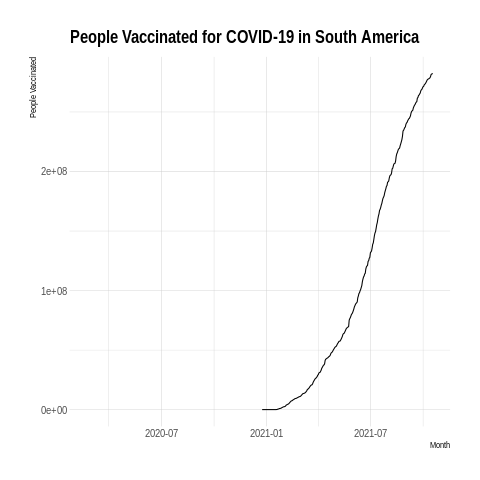 People Vaccinated for COVID-19 in South America
People Vaccinated
2e+08
1e+08
0e+00
2020-07 2021-01 2021-07
Month